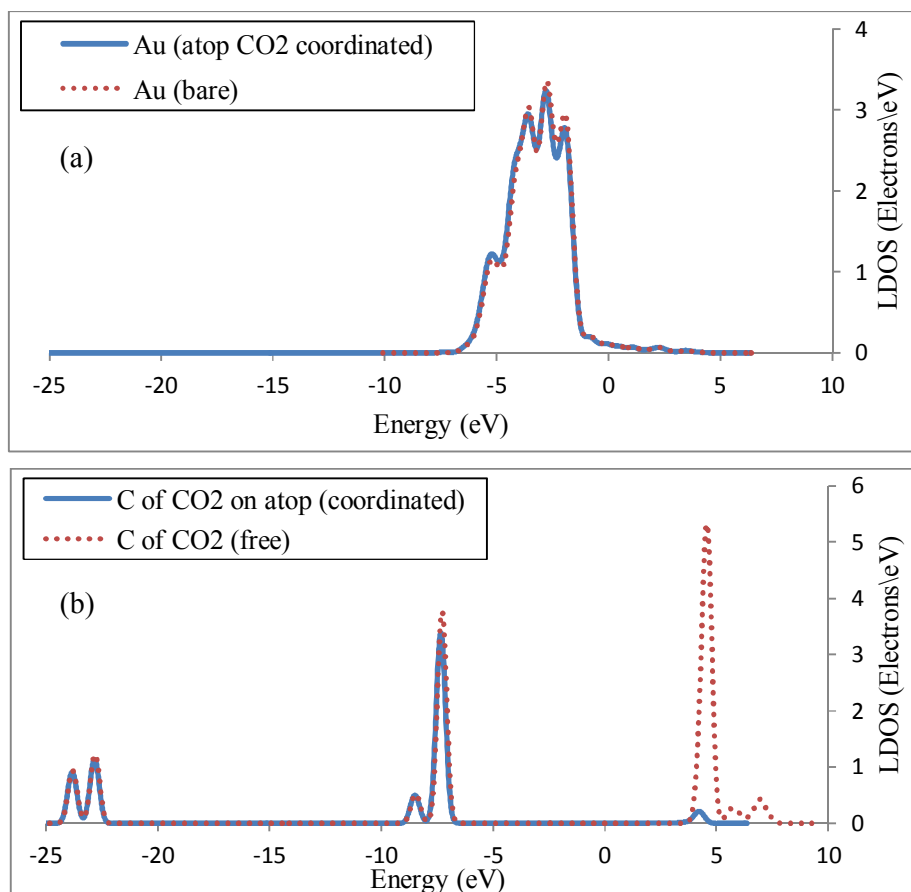 Au (atop CO2 coordinated)
Au (bare)
(a)
4
3
2
1
0
LDOS (Electrons\eV)
-25 -20 -15 -10 -5 0 5 10
Energy (eV)
C of CO2 on atop (coordinated)
C of CO2 (free)
(b)
6
5
4
3
2
1
0
LDOS (Electrons\eV)
-25 -20 -15 -10 -5 0 5 10
Energy (eV)